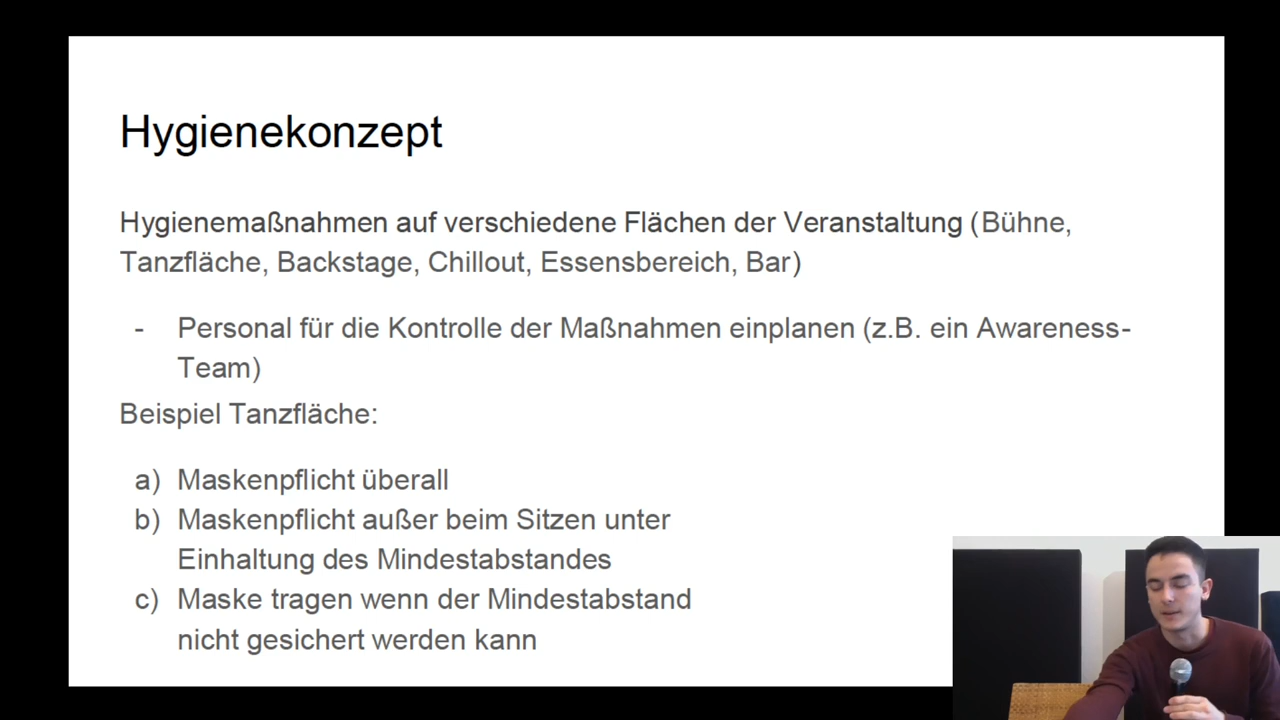 Hygienekonzept
Hygienemaßnahmen auf verschiedene Flächen der Veranstaltung (Bühne,
Tanzfläche, Backstage, Chillout, Essensbereich, Bar)
- Personal für die Kontrolle der Maßnahmen einplanen (z.B. ein Awareness-
Team)
Beispiel Tanzfläche:
a) Maskenpflicht überall
b) Maskenpflicht außer beim Sitzen unter
Einhaltung des Mindestabstandes
c) Maske tragen wenn der Mindestabstand
nicht gesichert werden kann